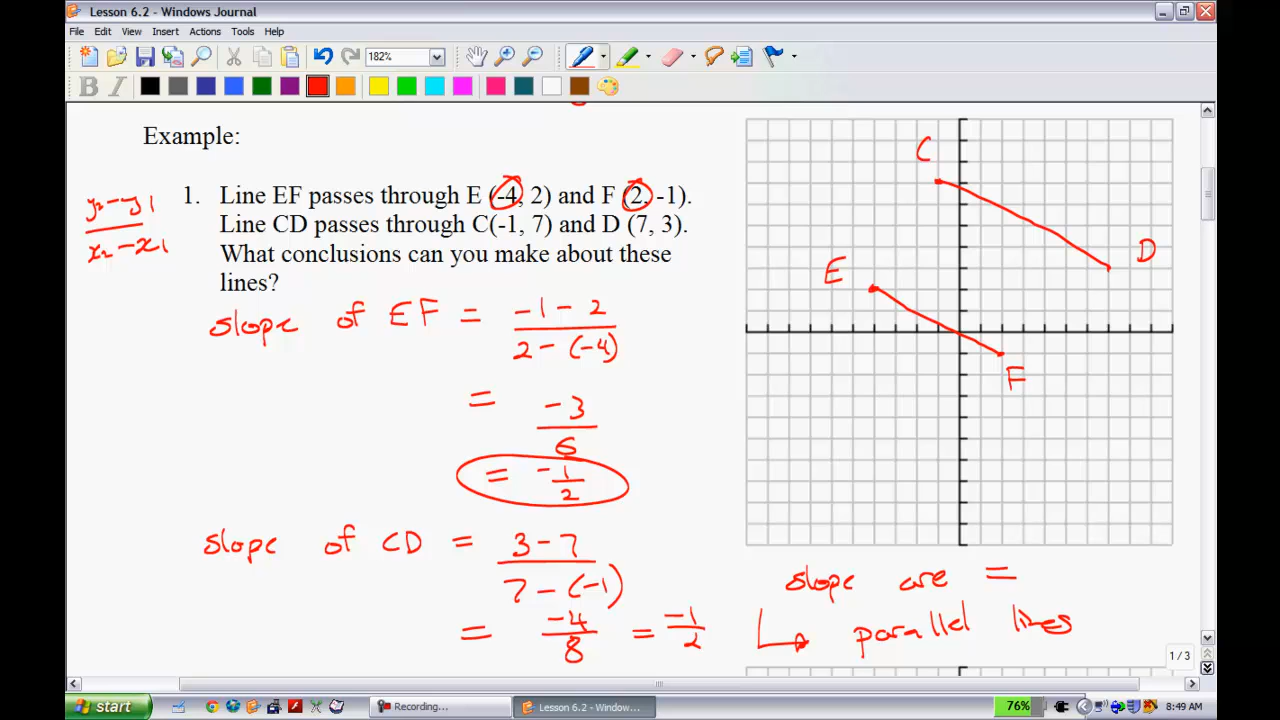 Lesson 6.2 - Windows Journal
File Edit View Insert Actions Tools Help
182%
B I
Example:
1. Line EF passes through E (-4, 2) and F (2, -1).
Line CD passes through C(-1, 7) and D (7, 3).
What conclusions can you make about these
lines?
y2 - y1
x2 - x1
slope of EF = -1 - 2
2 - (-4)
= -3
6
= -1
2
slope of CD = 3 - 7
7 - (-1)
= -4 = -1
8 2
C
D
E
F
slope are =
parallel lines
1 / 3
start
Recording...
Lesson 6.2 - Window...
76%
8:49 AM